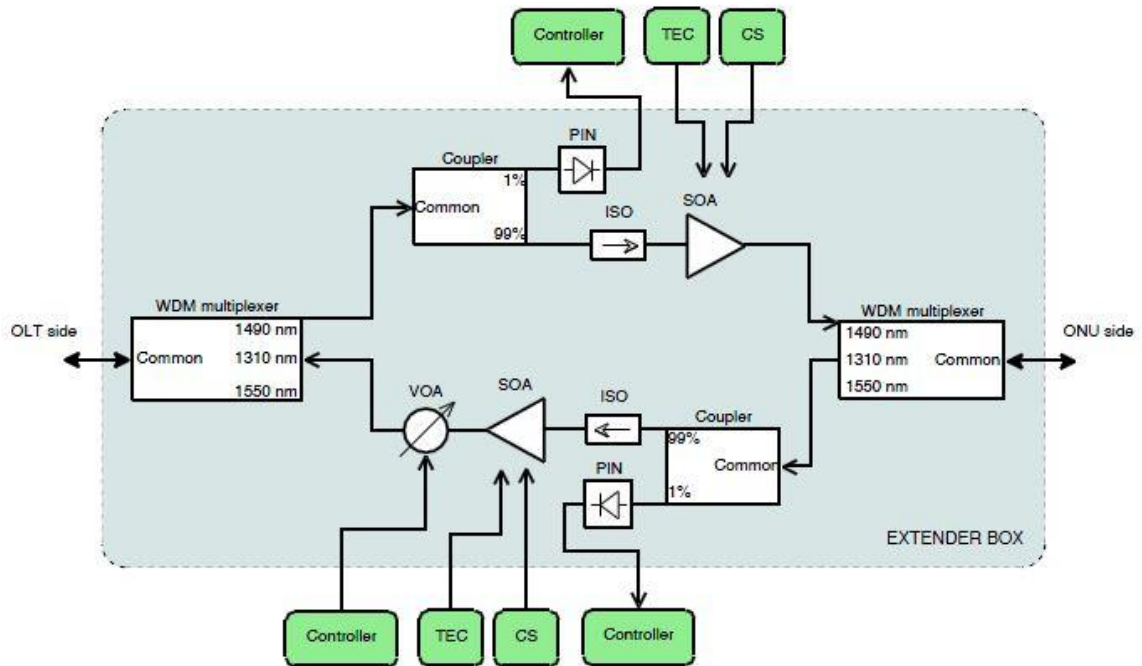 Controller
TEC
CS
PIN
Coupler
1%
Common
99%
ISO
SOA
WDM multiplexer
OLT side
Common
1490 nm
1310 nm
1550 nm
WDM multiplexer
1490 nm
1310 nm
1550 nm
Common
ONU side
VOA
SOA
ISO
Coupler
99%
Common
1%
PIN
EXTENDER BOX
Controller
TEC
CS
Controller